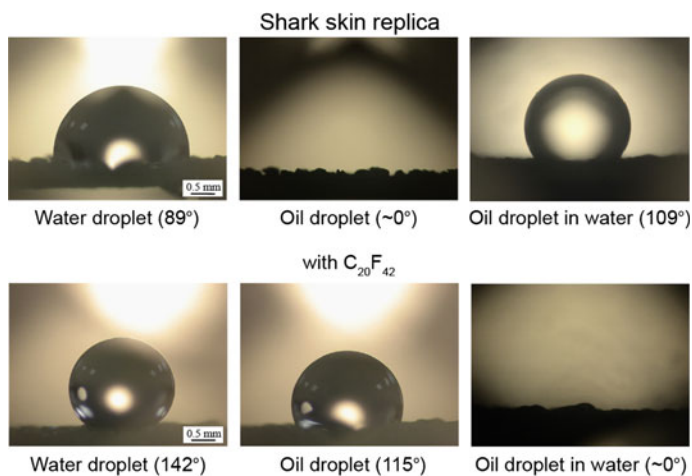 Shark skin replica
0.5 mm
Water droplet (89°)
Oil droplet (~0°)
Oil droplet in water (109°)
with C₂₀F₄₂
0.5 mm
Water droplet (142°)
Oil droplet (115°)
Oil droplet in water (~0°)